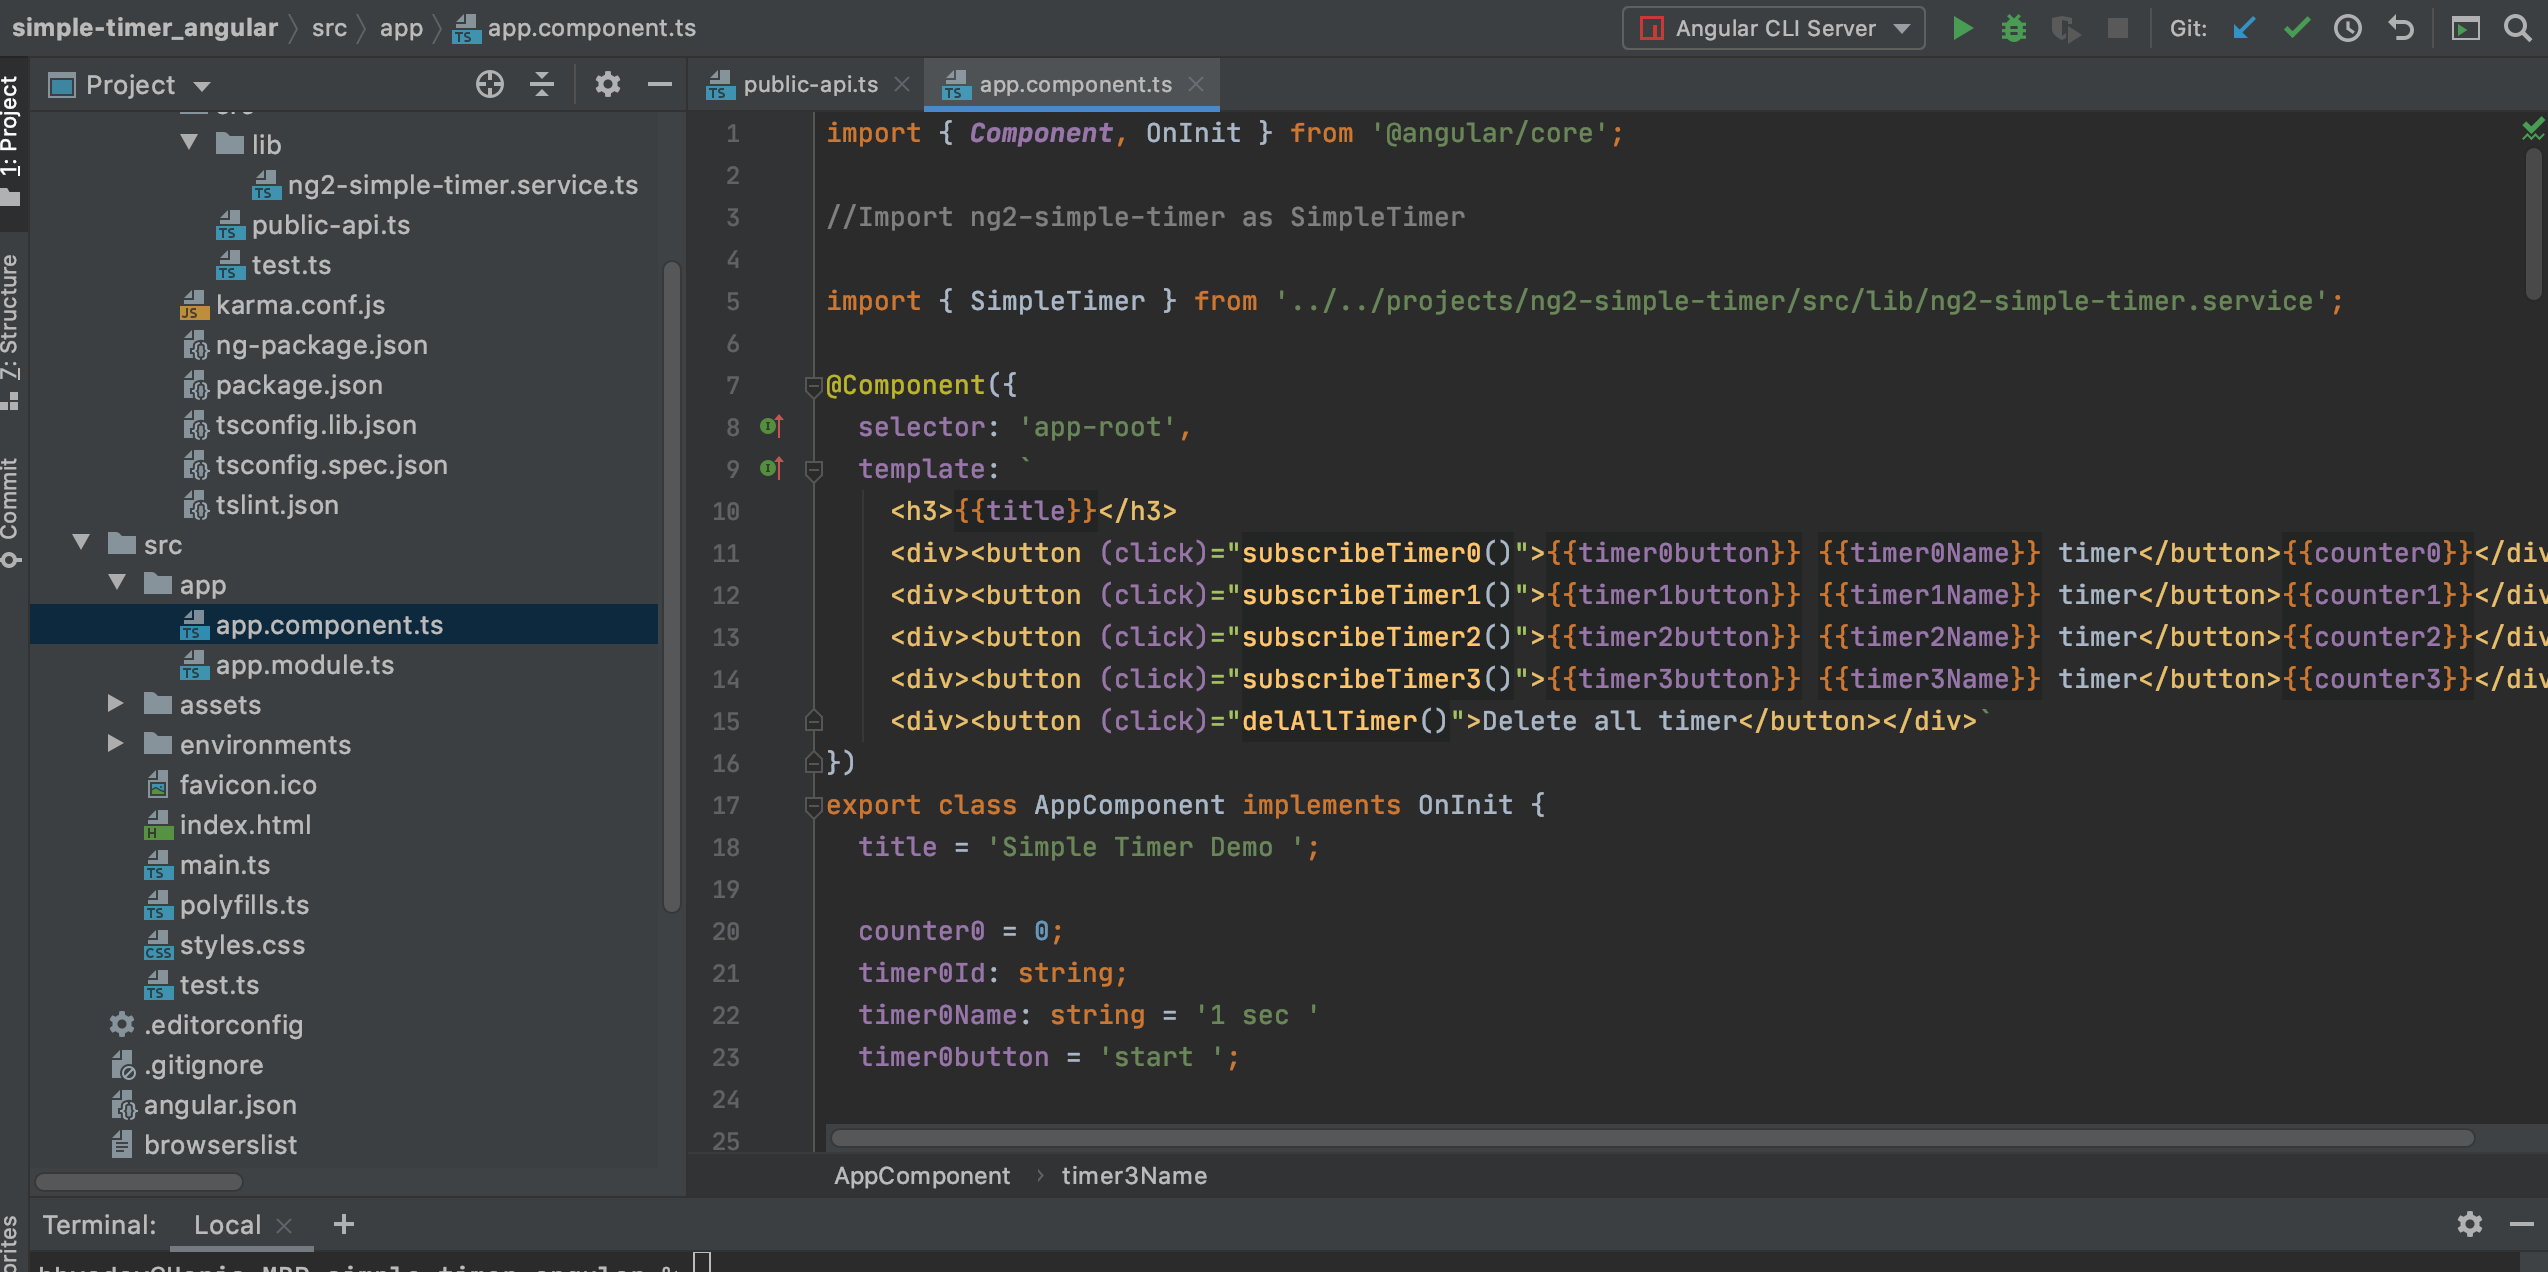 simple-timer_angular src app app.component.ts
Angular CLI Server
Git:
1: Project
Project
public-api.ts
app.component.ts
lib
ng2-simple-timer.service.ts
public-api.ts
test.ts
karma.conf.js
ng-package.json
package.json
tsconfig.lib.json
tsconfig.spec.json
tslint.json
src
app
app.component.ts
app.module.ts
assets
environments
favicon.ico
index.html
main.ts
polyfills.ts
styles.css
test.ts
.editorconfig
.gitignore
angular.json
browserslist
7: Structure
Commit
1 import { Component, OnInit } from '@angular/core';
2
3 //Import ng2-simple-timer as SimpleTimer
4
5 import { SimpleTimer } from '../../projects/ng2-simple-timer/src/lib/ng2-simple-timer.service';
6
7 @Component({
8 selector: 'app-root',
9 template: `
10 <h3>{{title}}</h3>
11 <div><button (click)="subscribeTimer0()">{{timer0button}} {{timer0Name}} timer</button>{{counter0}}</div
12 <div><button (click)="subscribeTimer1()">{{timer1button}} {{timer1Name}} timer</button>{{counter1}}</div
13 <div><button (click)="subscribeTimer2()">{{timer2button}} {{timer2Name}} timer</button>{{counter2}}</div
14 <div><button (click)="subscribeTimer3()">{{timer3button}} {{timer3Name}} timer</button>{{counter3}}</div
15 <div><button (click)="delAllTimer()">Delete all timer</button></div>`
16 })
17 export class AppComponent implements OnInit {
18 title = 'Simple Timer Demo ';
19
20 counter0 = 0;
21 timer0Id: string;
22 timer0Name: string = '1 sec '
23 timer0button = 'start ';
24
25
AppComponent timer3Name
Terminal: Local +